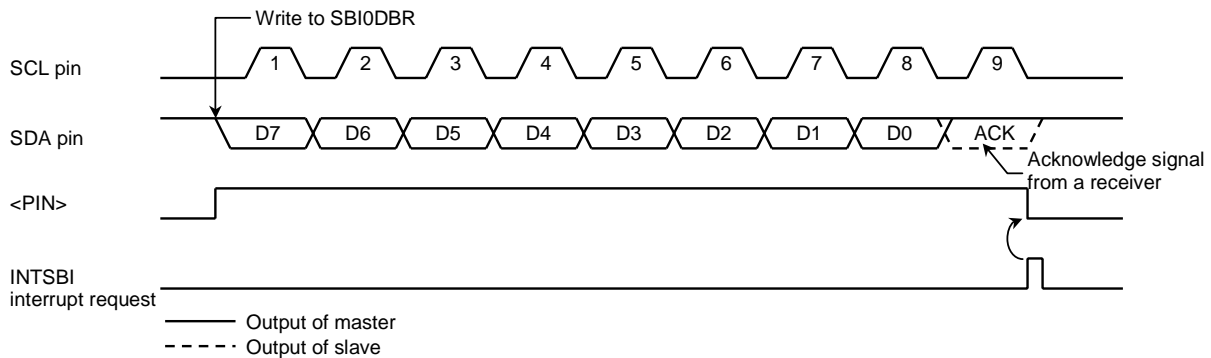 Write to SBI0DBR
SCL pin
1 2 3 4 5 6 7 8 9
SDA pin
D7 D6 D5 D4 D3 D2 D1 D0 ACK
Acknowledge signal
from a receiver
<PIN>
INTSBI
interrupt request
Output of master
Output of slave